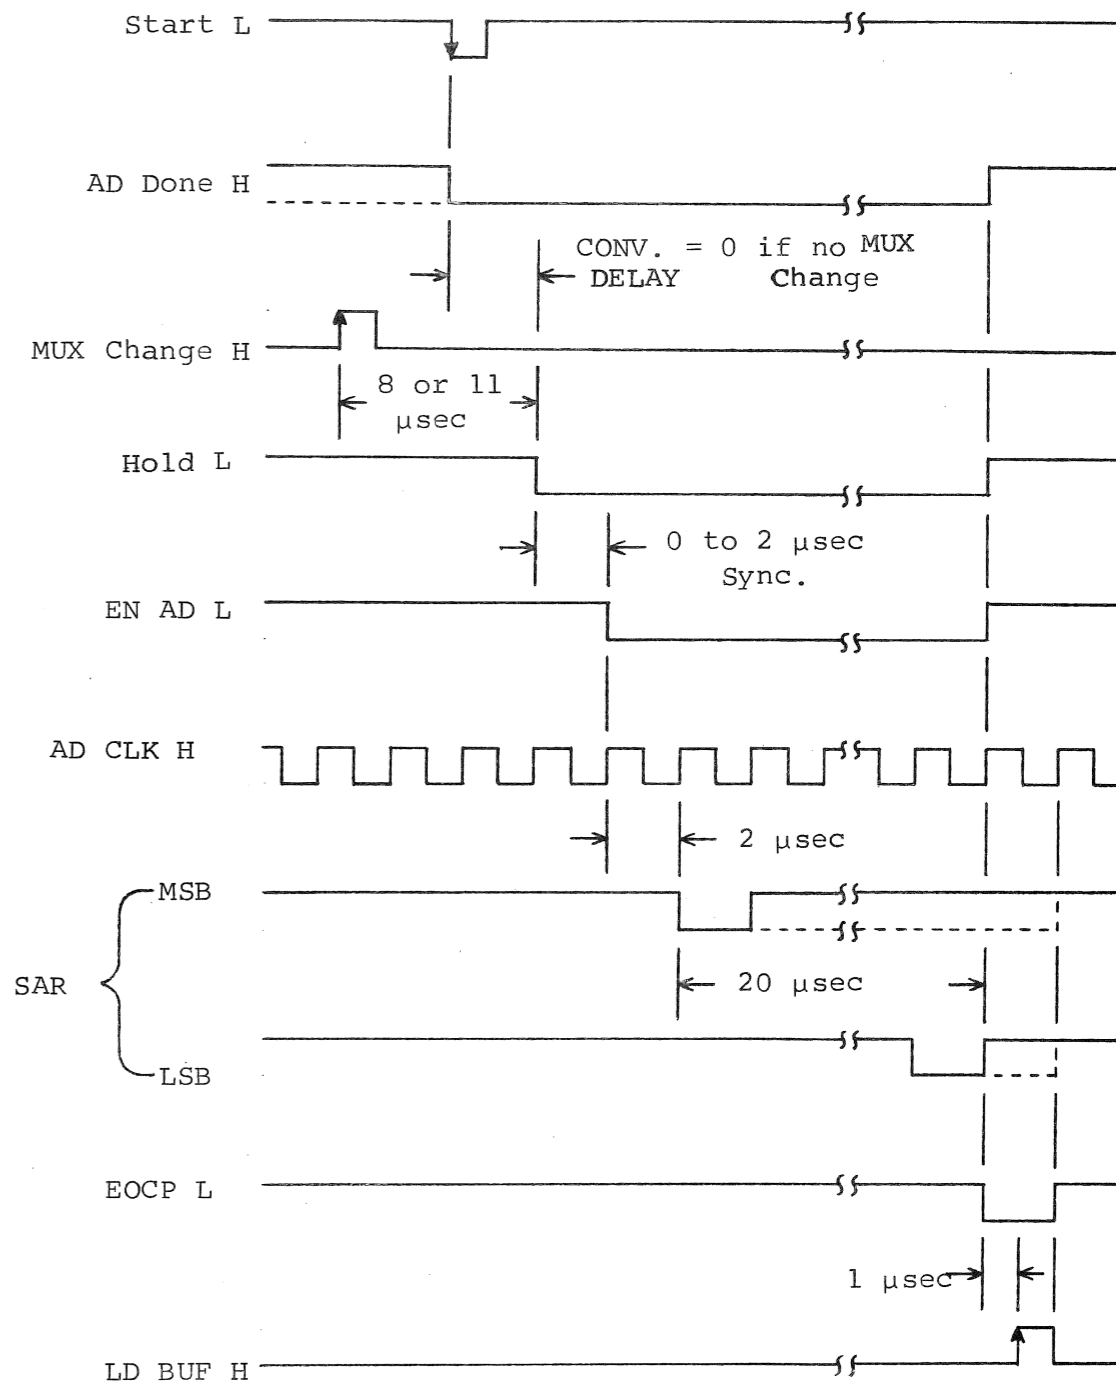 Start L
AD Done H
CONV. = 0 if no MUX
DELAY Change
MUX Change H
8 or 11
μsec
Hold L
0 to 2 μsec
Sync.
EN AD L
AD CLK H
2 μsec
MSB
SAR
20 μsec
LSB
EOCP L
1 μsec
LD BUF H